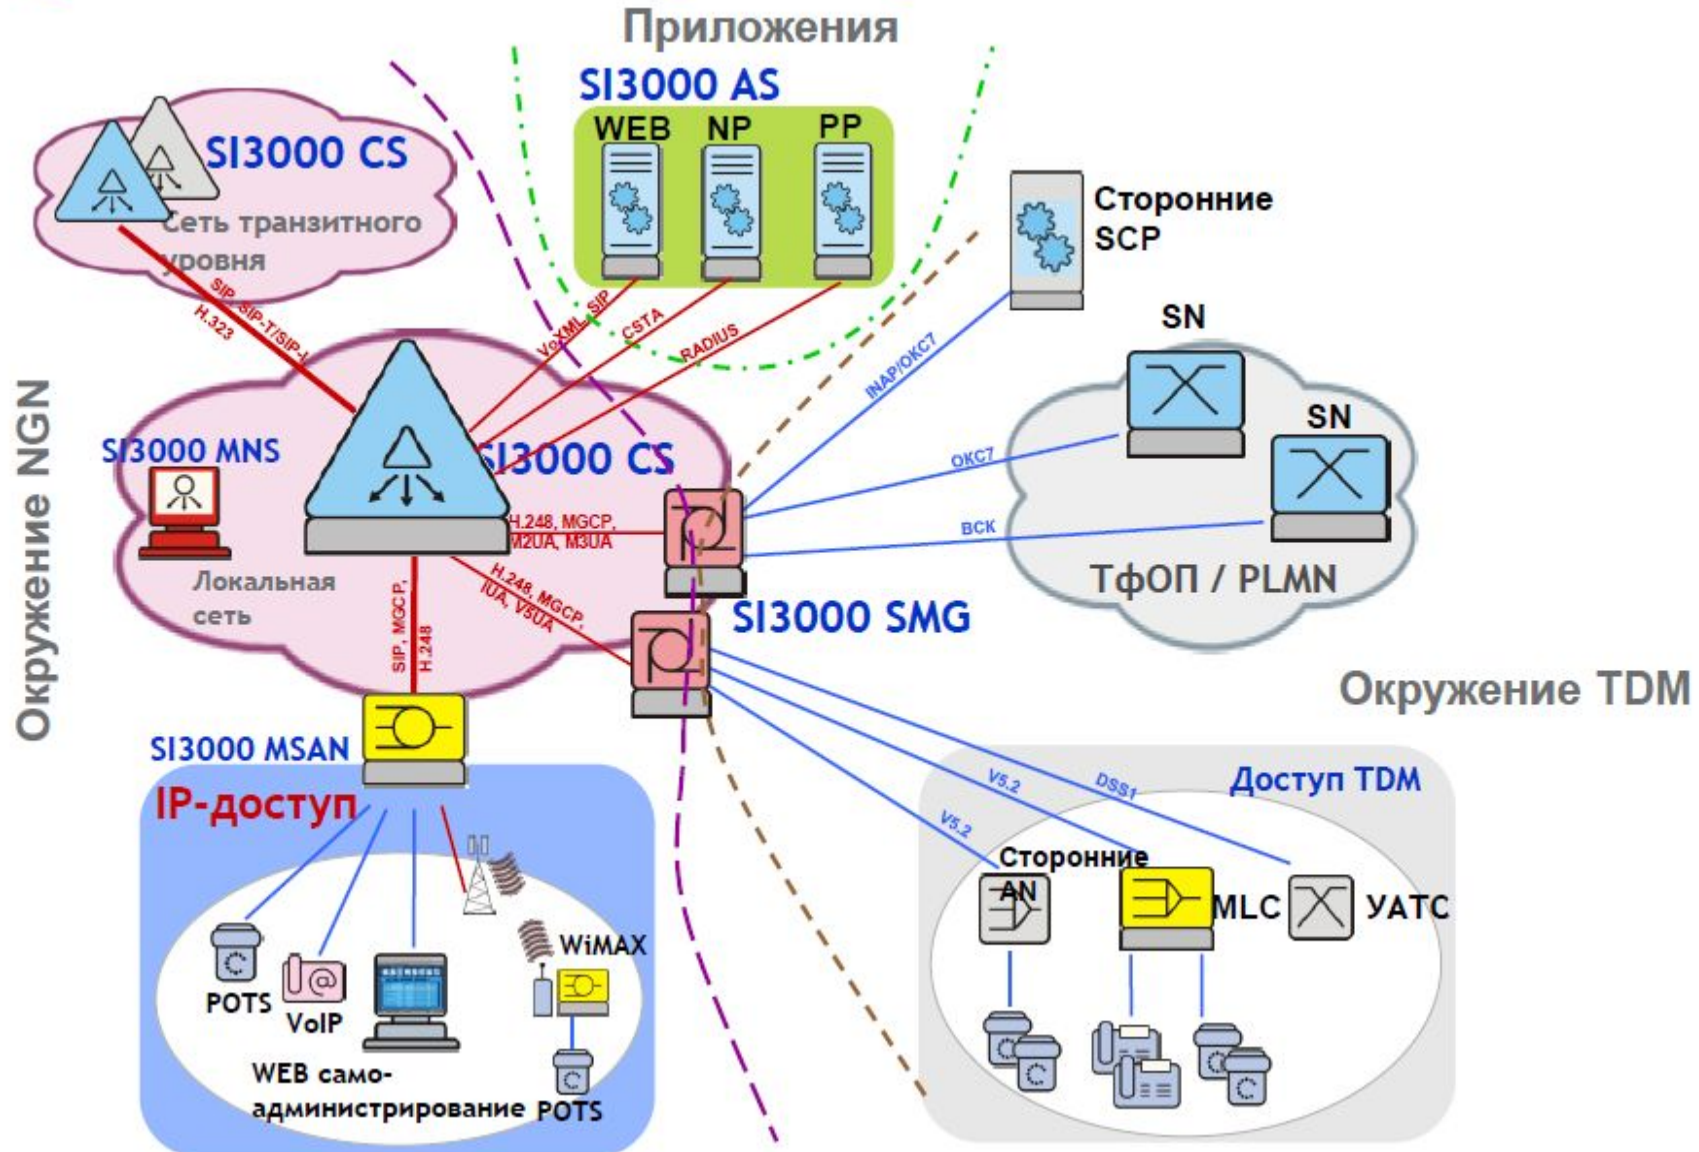 Приложения
SI3000 AS
WEB
NP
PP
SI3000 CS
Сеть транзитного
уровня
SIP, SIP-T/SIP-I,
H.323
VoXML, SIP
CSTA
RADIUS
Сторонние
SCP
INAP/ОКС7
SN
SN
ОКС7
ВСК
ТфОП / PLMN
Окружение NGN
SI3000 MNS
SI3000 CS
Локальная
сеть
H.248, MGCP,
M2UA, M3UA
H.248, MGCP,
IUA, V5UA
SIP, MGCP,
H.248
SI3000 SMG
Окружение TDM
SI3000 MSAN
IP-доступ
POTS
VoIP
WEB само-
администрирование
WiMAX
POTS
Доступ TDM
DSS1
V5.2
V5.2
Сторонние
AN
MLC
УАТС